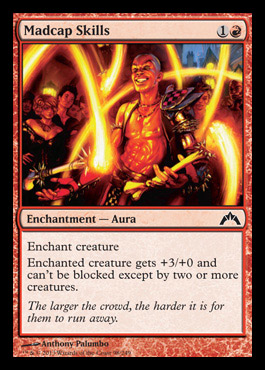 Madcap Skills 1
Enchantment — Aura
Enchant creature
Enchanted creature gets +3/+0 and
can't be blocked except by two or more
creatures.
The larger the crowd, the harder it is for
them to run away.
Anthony Palumbo